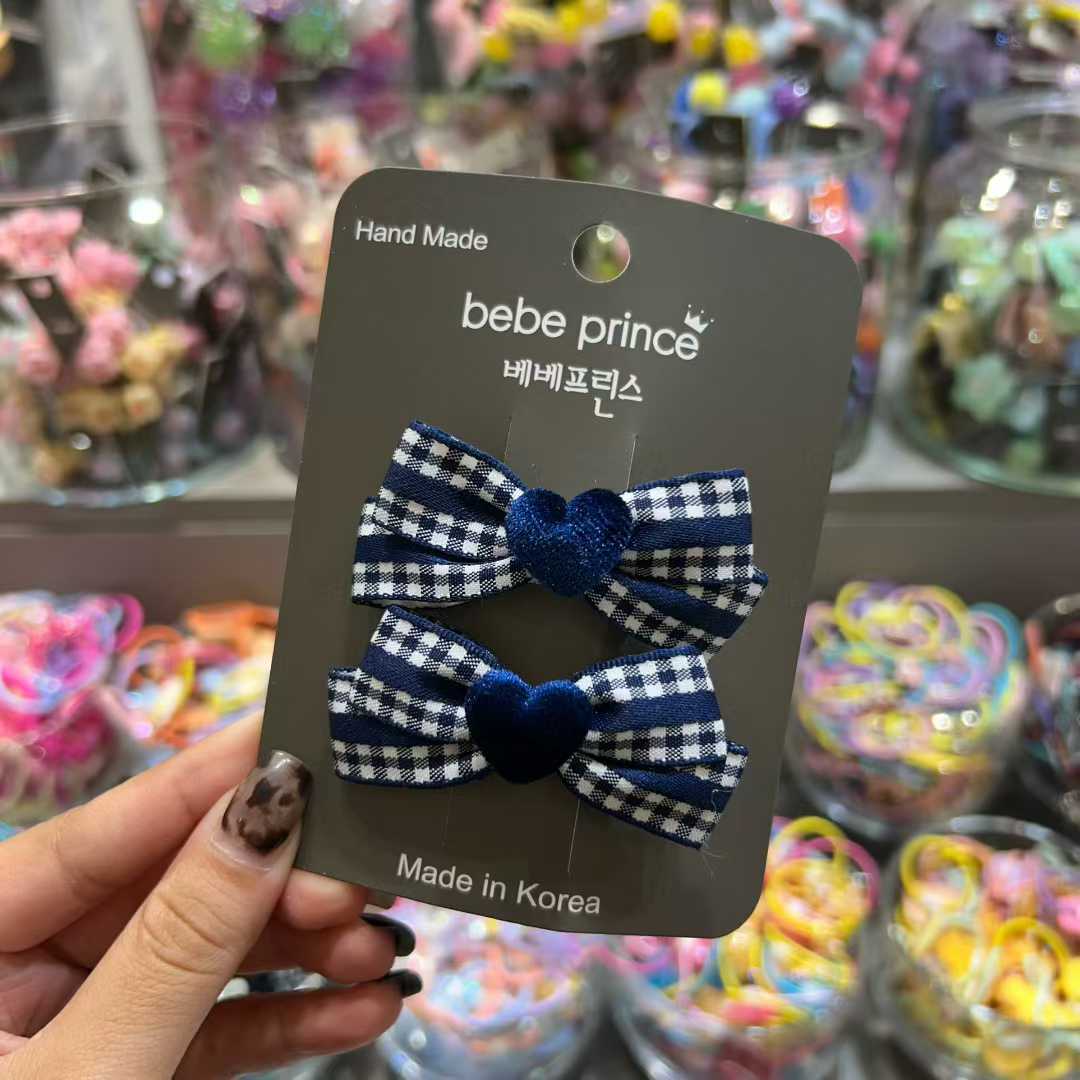 Hand Made
bebe prince
베베프린스
Made in Korea